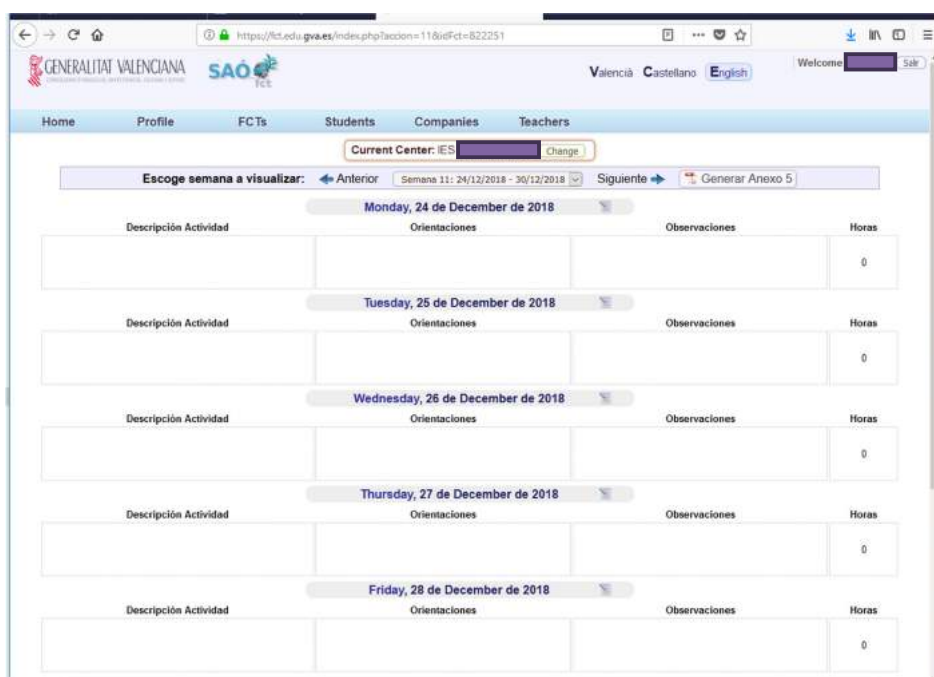 https://fct.edu.gva.es/index.php?accion=11&idFct=822251
GENERALITAT VALENCIANA
SAÓ
fct
Valencià Castellano English
Welcome
Salir
Home Profile FCTs Students Companies Teachers
Current Center: IES Change
Escoge semana a visualizar: Anterior Semana 11: 24/12/2018 - 30/12/2018 Siguiente Generar Anexo 5
Monday, 24 de December de 2018
Descripción Actividad Orientaciones Observaciones Horas
0
Tuesday, 25 de December de 2018
Descripción Actividad Orientaciones Observaciones Horas
0
Wednesday, 26 de December de 2018
Descripción Actividad Orientaciones Observaciones Horas
0
Thursday, 27 de December de 2018
Descripción Actividad Orientaciones Observaciones Horas
0
Friday, 28 de December de 2018
Descripción Actividad Orientaciones Observaciones Horas
0